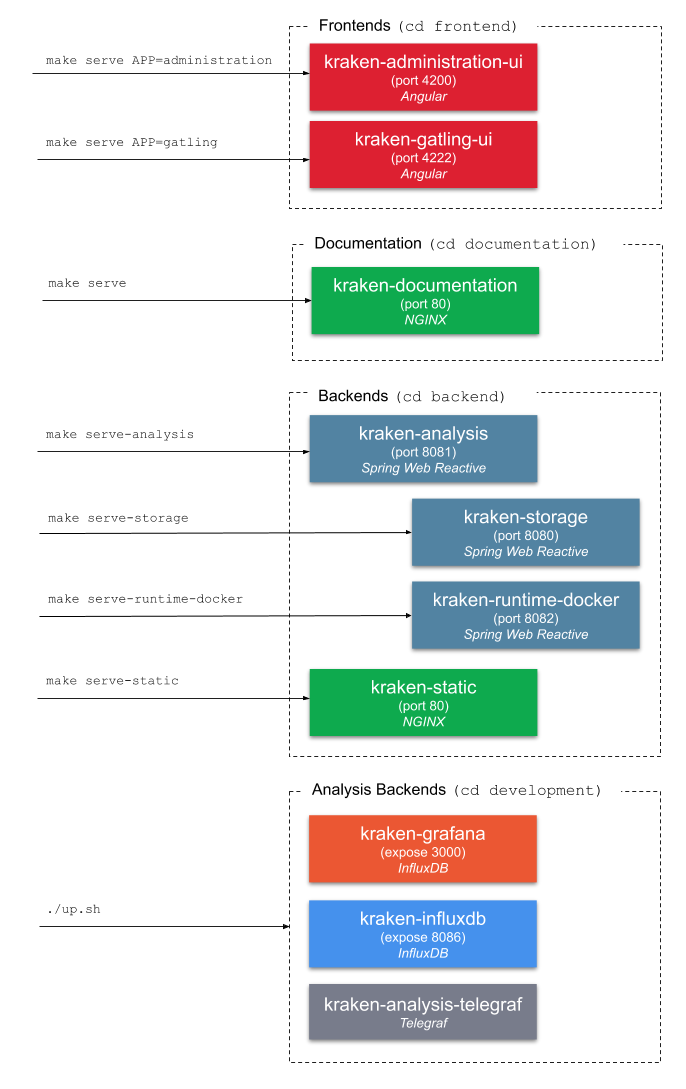 Frontends (cd frontend)
make serve APP=administration
kraken-administration-ui
(port 4200)
Angular
make serve APP=gatling
kraken-gatling-ui
(port 4222)
Angular
Documentation (cd documentation)
make serve
kraken-documentation
(port 80)
NGINX
Backends (cd backend)
make serve-analysis
kraken-analysis
(port 8081)
Spring Web Reactive
make serve-storage
kraken-storage
(port 8080)
Spring Web Reactive
make serve-runtime-docker
kraken-runtime-docker
(port 8082)
Spring Web Reactive
make serve-static
kraken-static
(port 80)
NGINX
Analysis Backends (cd development)
kraken-grafana
(expose 3000)
InfluxDB
./up.sh
kraken-influxdb
(expose 8086)
InfluxDB
kraken-analysis-telegraf
Telegraf